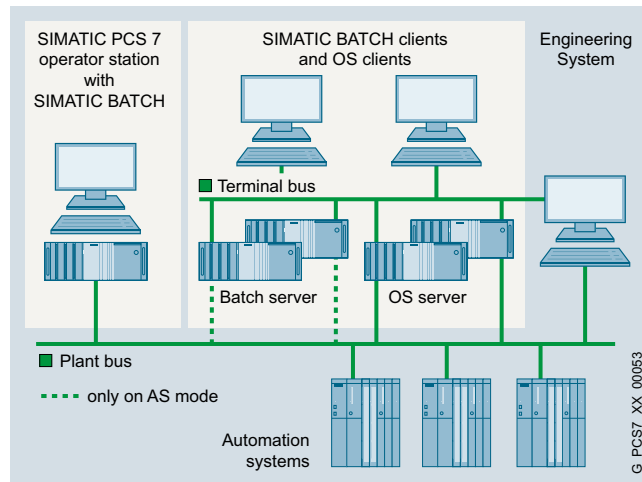 SIMATIC PCS 7
operator station
with
SIMATIC BATCH
SIMATIC BATCH clients
and OS clients
Engineering
System
Terminal bus
Batch server
OS server
Plant bus
only on AS mode
Automation
systems
G_PCS7_XX_00053